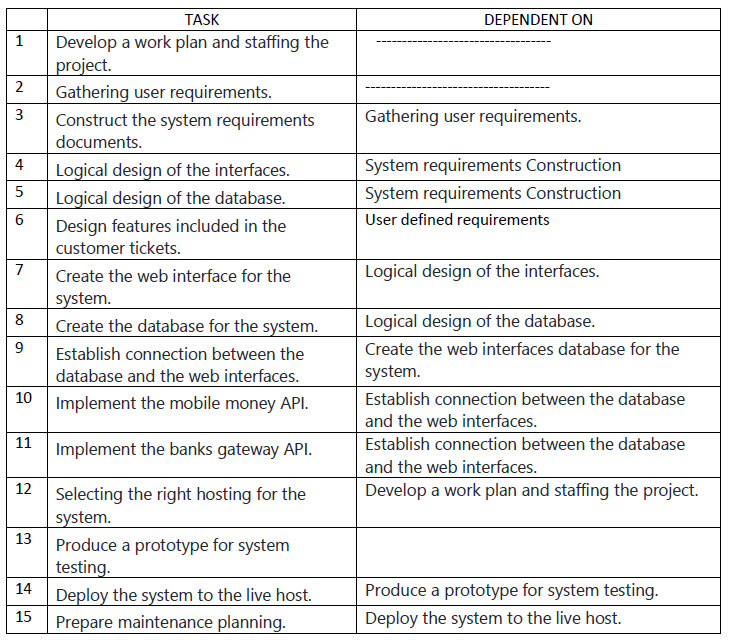 TASK DEPENDENT ON
1 Develop a work plan and staffing the ----------------------------------
project.
2 Gathering user requirements. ------------------------------------
3 Construct the system requirements Gathering user requirements.
documents.
4 Logical design of the interfaces. System requirements Construction
5 Logical design of the database. System requirements Construction
6 Design features included in the User defined requirements
customer tickets.
7 Create the web interface for the Logical design of the interfaces.
system.
8 Create the database for the system. Logical design of the database.
9 Establish connection between the Create the web interfaces database for the
database and the web interfaces. system.
10 Implement the mobile money API. Establish connection between the database
and the web interfaces.
11 Implement the banks gateway API. Establish connection between the database
and the web interfaces.
12 Selecting the right hosting for the Develop a work plan and staffing the project.
system.
13 Produce a prototype for system
testing.
14 Deploy the system to the live host. Produce a prototype for system testing.
15 Prepare maintenance planning. Deploy the system to the live host.